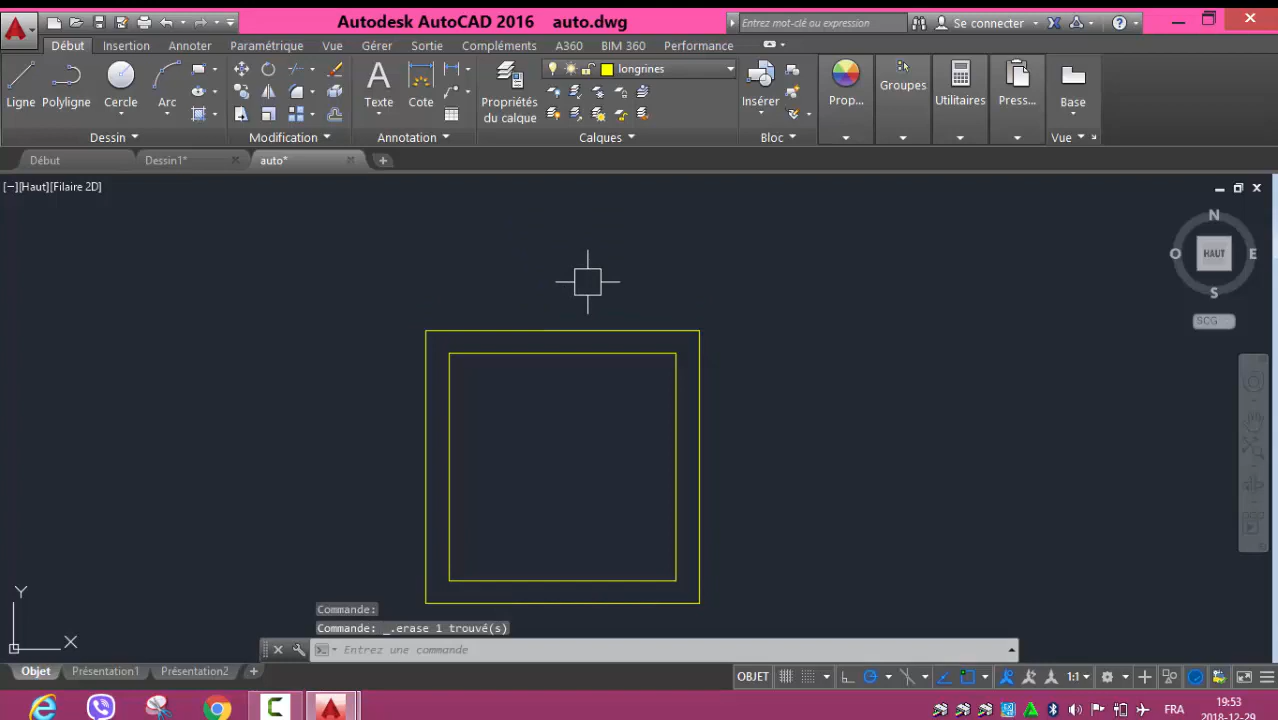 Autodesk AutoCAD 2016 auto.dwg
Entrez mot-clé ou expression
Se connecter
Début Insertion Annoter Paramétrique Vue Gérer Sortie Compléments A360 BIM 360 Performance
longrines
Ligne Polyligne Cercle Arc
Texte Cote
Propriétés du calque
Insérer
Prop... Groupes Utilitaires Press... Base
Dessin Modification Annotation Calques Bloc Vue
Début Dessin1* auto*
[−][Haut][Filaire 2D]
N
O HAUT E
S
SCG
Y
X
Commande:
Commande: _.erase 1 trouvé(s)
Entrez une commande
Objet Présentation1 Présentation2
OBJET 1:1
FRA
19:53
2018-12-29